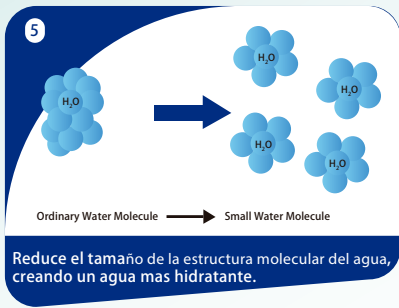 5
H₂O
H₂O
H₂O
H₂O
H₂O
Ordinary Water Molecule
Small Water Molecule
Reduce el tamaño de la estructura molecular del agua,
creando un agua mas hidratante.